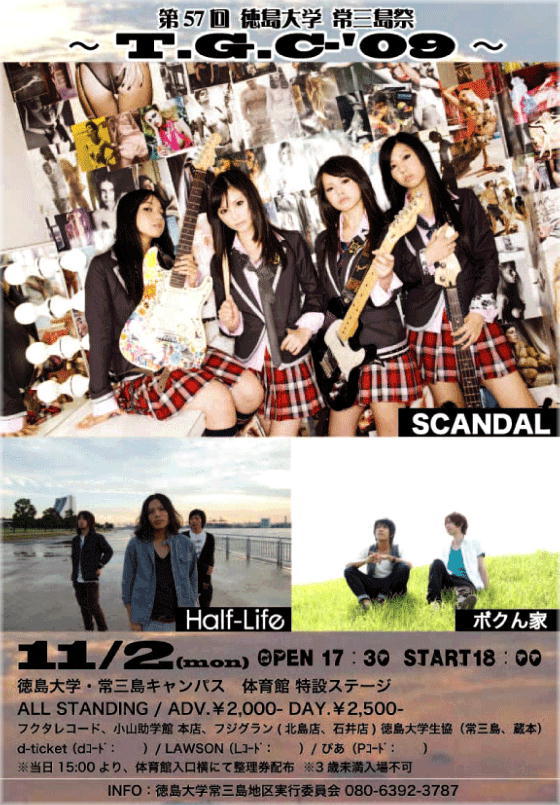 第57回 徳島大学 常三島祭
～ T.G.C-'09 ～
SCANDAL
Half-Life
ボクん家
11/2(mon) OPEN 17:30 START18:00
徳島大学・常三島キャンパス 体育館 特設ステージ
ALL STANDING / ADV.¥2,000- DAY.¥2,500-
フクタレコード、小山助学館 本店、フジグラン ( 北島店、石井店 ) 徳島大学生協（常三島、蔵本）
d-ticket（dｺｰﾄﾞ： ）/ LAWSON（Lｺｰﾄﾞ： ）/ ぴあ（Pｺｰﾄﾞ： ）
※当日 15:00 より、体育館入口横にて整理券配布 ※3 歳未満入場不可
INFO：徳島大学常三島地区実行委員会 080-6392-3787